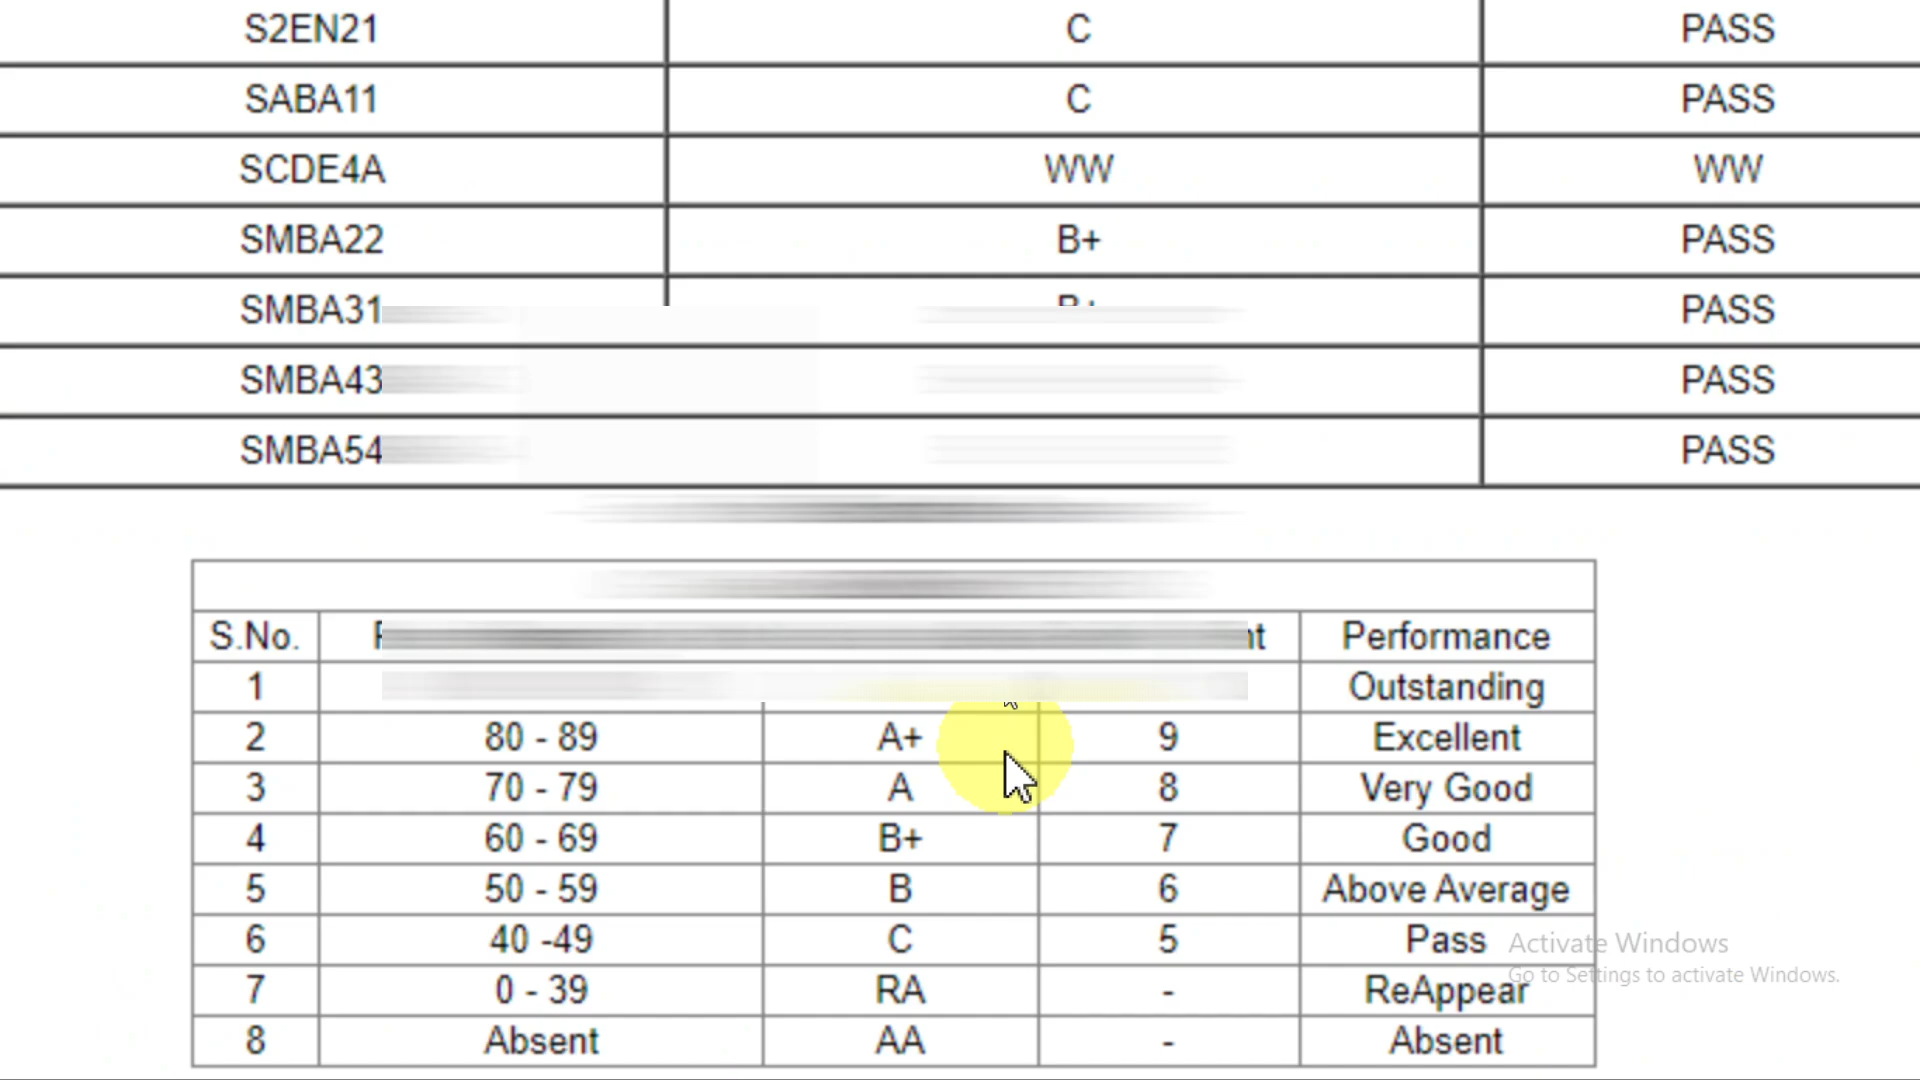 S2EN21 C PASS
SABA11 C PASS
SCDE4A WW WW
SMBA22 B+ PASS
SMBA31 PASS
SMBA43 PASS
SMBA54 PASS
S.No. Performance
1 Outstanding
2 80 - 89 A+ 9 Excellent
3 70 - 79 A 8 Very Good
4 60 - 69 B+ 7 Good
5 50 - 59 B 6 Above Average
6 40 -49 C 5 Pass
7 0 - 39 RA - ReAppear
8 Absent AA - Absent
Activate Windows
Go to Settings to activate Windows.